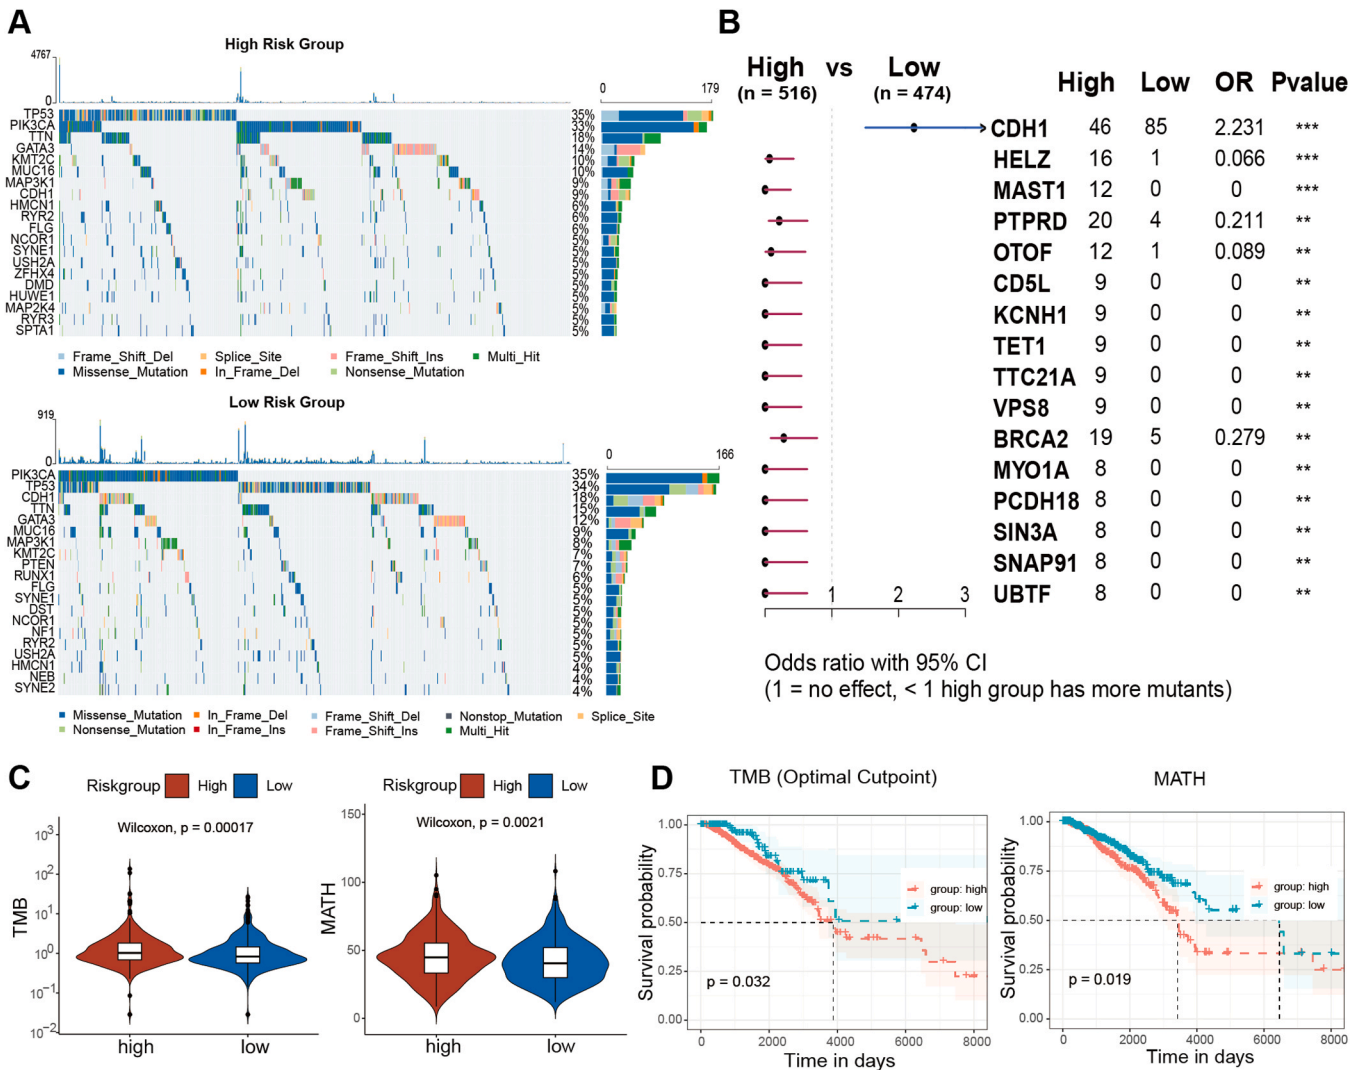 A
High Risk Group
4767
0
0 179
TP53 35%
PIK3CA 33%
TTN 18%
GATA3 14%
KMT2C 10%
MUC16 10%
MAP3K1 9%
CDH1 9%
HMCN1 6%
RYR2 6%
FLG 6%
NCOR1 5%
SYNE1 5%
USH2A 5%
ZFHX4 5%
DMD 5%
HUWE1 5%
MAP2K4 5%
RYR3 5%
SPTA1 5%
Frame_Shift_Del Splice_Site Frame_Shift_Ins Multi_Hit
Missense_Mutation In_Frame_Del Nonsense_Mutation
Low Risk Group
919
0
0 166
PIK3CA 35%
TP53 34%
CDH1 18%
TTN 15%
GATA3 12%
MUC16 9%
MAP3K1 8%
KMT2C 7%
PTEN 7%
RUNX1 6%
FLG 5%
SYNE1 5%
DST 5%
NCOR1 5%
NF1 5%
RYR2 5%
USH2A 5%
HMCN1 4%
NEB 4%
SYNE2 4%
Missense_Mutation In_Frame_Del Frame_Shift_Del Nonstop_Mutation Splice_Site
Nonsense_Mutation In_Frame_Ins Frame_Shift_Ins Multi_Hit
B
High vs Low
(n = 516) (n = 474)
High Low OR Pvalue
CDH1 46 85 2.231 ***
HELZ 16 1 0.066 ***
MAST1 12 0 0 ***
PTPRD 20 4 0.211 **
OTOF 12 1 0.089 **
CD5L 9 0 0 **
KCNH1 9 0 0 **
TET1 9 0 0 **
TTC21A 9 0 0 **
VPS8 9 0 0 **
BRCA2 19 5 0.279 **
MYO1A 8 0 0 **
PCDH18 8 0 0 **
SIN3A 8 0 0 **
SNAP91 8 0 0 **
UBTF 8 0 0 **
0 1 2 3
Odds ratio with 95% CI
(1 = no effect, < 1 high group has more mutants)
C
Riskgroup High Low
Wilcoxon, p = 0.00017
TMB
10³
10²
10¹
10⁰
10⁻¹
10⁻²
high low
Riskgroup High Low
Wilcoxon, p = 0.0021
MATH
150
100
50
0
high low
D
TMB (Optimal Cutpoint)
Survival probability
1.00
0.75
0.50
0.25
0.00
group: high
group: low
p = 0.032
0 2000 4000 6000 8000
Time in days
MATH
Survival probability
1.00
0.75
0.50
0.25
0.00
group: high
group: low
p = 0.019
0 2000 4000 6000 8000
Time in days